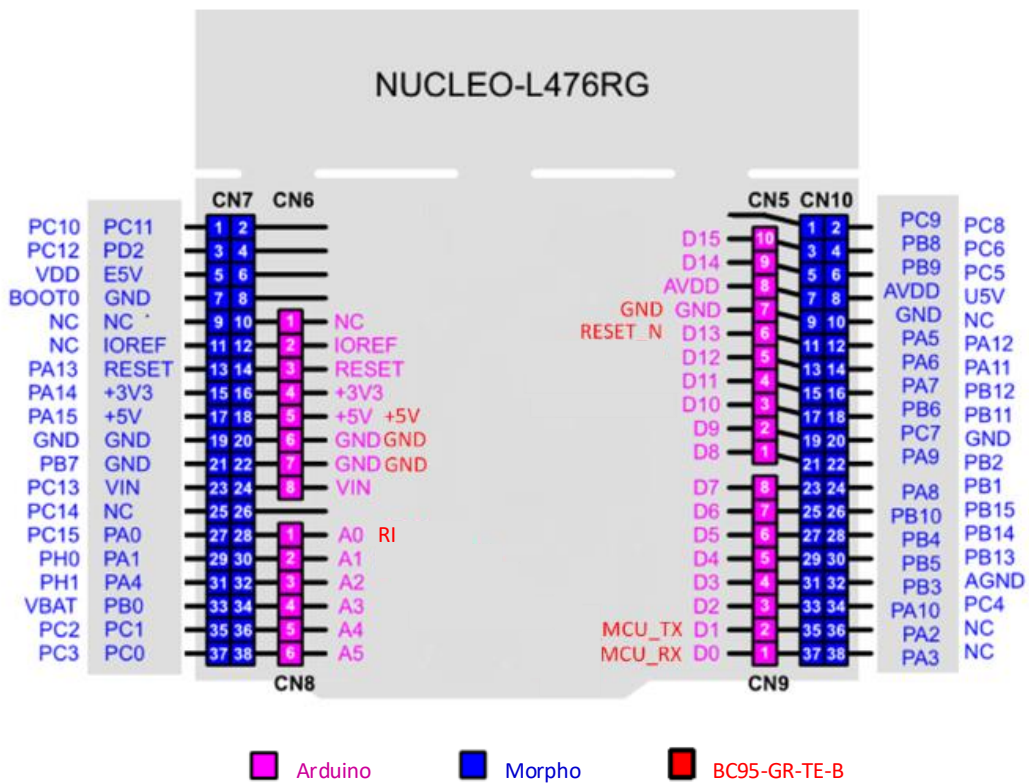 NUCLEO-L476RG
CN7 CN6 CN5 CN10
PC10 PC11 1 2 1 2 PC9 PC8
PC12 PD2 3 4 D15 10 3 4 PB8 PC6
VDD E5V 5 6 D14 9 5 6 PB9 PC5
BOOT0 GND 7 8 AVDD 8 7 8 AVDD U5V
NC NC 9 10 1 NC GND GND 7 9 10 GND NC
NC IOREF 11 12 2 IOREF RESET_N D13 6 11 12 PA5 PA12
PA13 RESET 13 14 3 RESET D12 5 13 14 PA6 PA11
PA14 +3V3 15 16 4 +3V3 D11 4 15 16 PA7 PB12
PA15 +5V 17 18 5 +5V +5V D10 3 17 18 PB6 PB11
GND GND 19 20 6 GND GND D9 2 19 20 PC7 GND
PB7 GND 21 22 7 GND GND D8 1 21 22 PA9 PB2
PC13 VIN 23 24 8 VIN D7 8 23 24 PA8 PB1
PC14 NC 25 26 D6 7 25 26 PB10 PB15
PC15 PA0 27 28 1 A0 RI D5 6 27 28 PB4 PB14
PH0 PA1 29 30 2 A1 D4 5 29 30 PB5 PB13
PH1 PA4 31 32 3 A2 D3 4 31 32 PB3 AGND
VBAT PB0 33 34 4 A3 D2 3 33 34 PA10 PC4
PC2 PC1 35 36 5 A4 MCU_TX D1 2 35 36 PA2 NC
PC3 PC0 37 38 6 A5 MCU_RX D0 1 37 38 PA3 NC
CN8 CN9
Arduino Morpho BC95-GR-TE-B